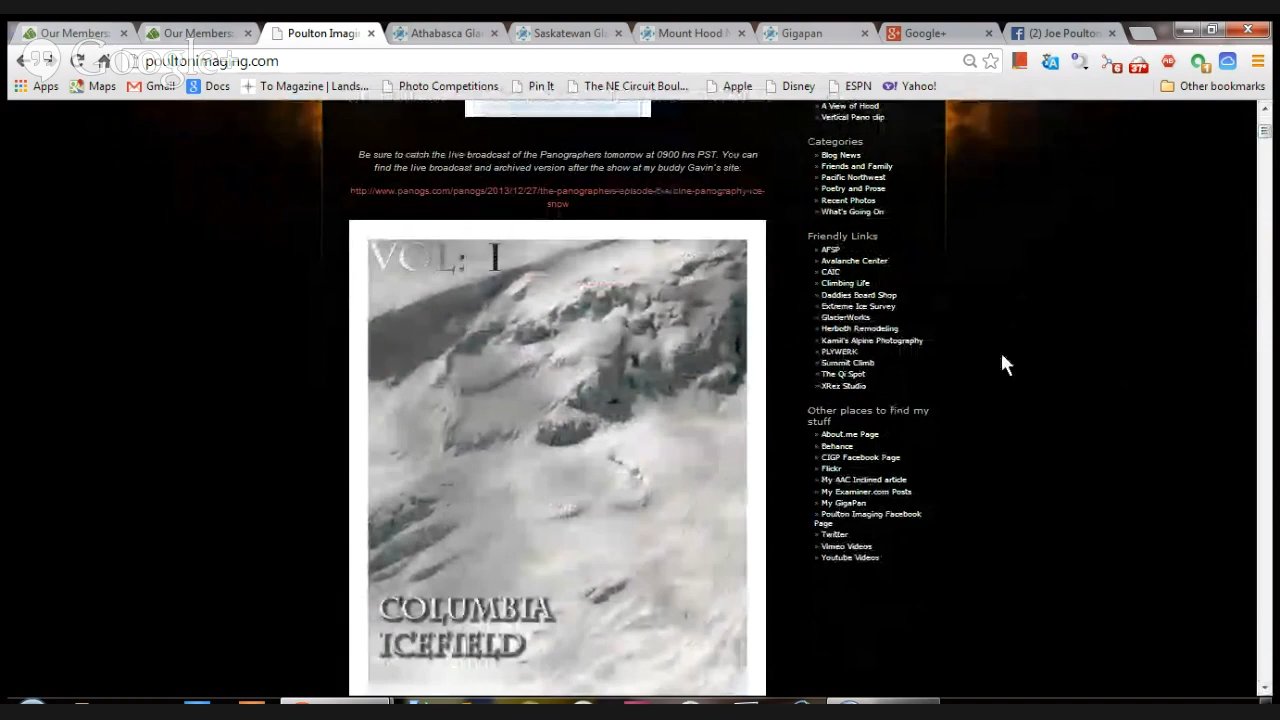 Our Members:
Our Members:
Poulton Imagi
Athabasca Gla
Saskatewan Gl
Mount Hood M
Gigapan
Google+
(2) Joe Poulton
Google+
poultonimaging.com
Apps
Maps
Gmail
Docs
To Magazine | Lands...
Photo Competitions
Pin It
The NE Circuit Boul...
Apple
Disney
ESPN
Yahoo!
Other bookmarks
Be sure to catch the live broadcast of the Panographers tomorrow at 0900 hrs PST. You can
find the live broadcast and archived version after the show at my buddy Gavin's site:
snow
VOL: I
COLUMBIA
ICEFIELD
A View of Hood
Vertical Pano clip
Categories
Blog News
Friends and Family
Pacific Northwest
Poetry and Prose
Recent Photos
What's Going On
Friendly Links
AFSP
Avalanche Center
CAIC
Climbing Life
Daddies Board Shop
Extreme Ice Survey
GlacierWorks
Herboth Remodeling
Kamil's Alpine Photography
PLYWERK
Summit Climb
The Qi Spot
XRez Studio
Other places to find my
stuff
About.me Page
Behance
CIGP Facebook Page
Flickr
My AAC Inclined article
My Examiner.com Posts
My GigaPan
Poulton Imaging Facebook
Page
Twitter
Vimeo Videos
Youtube Videos